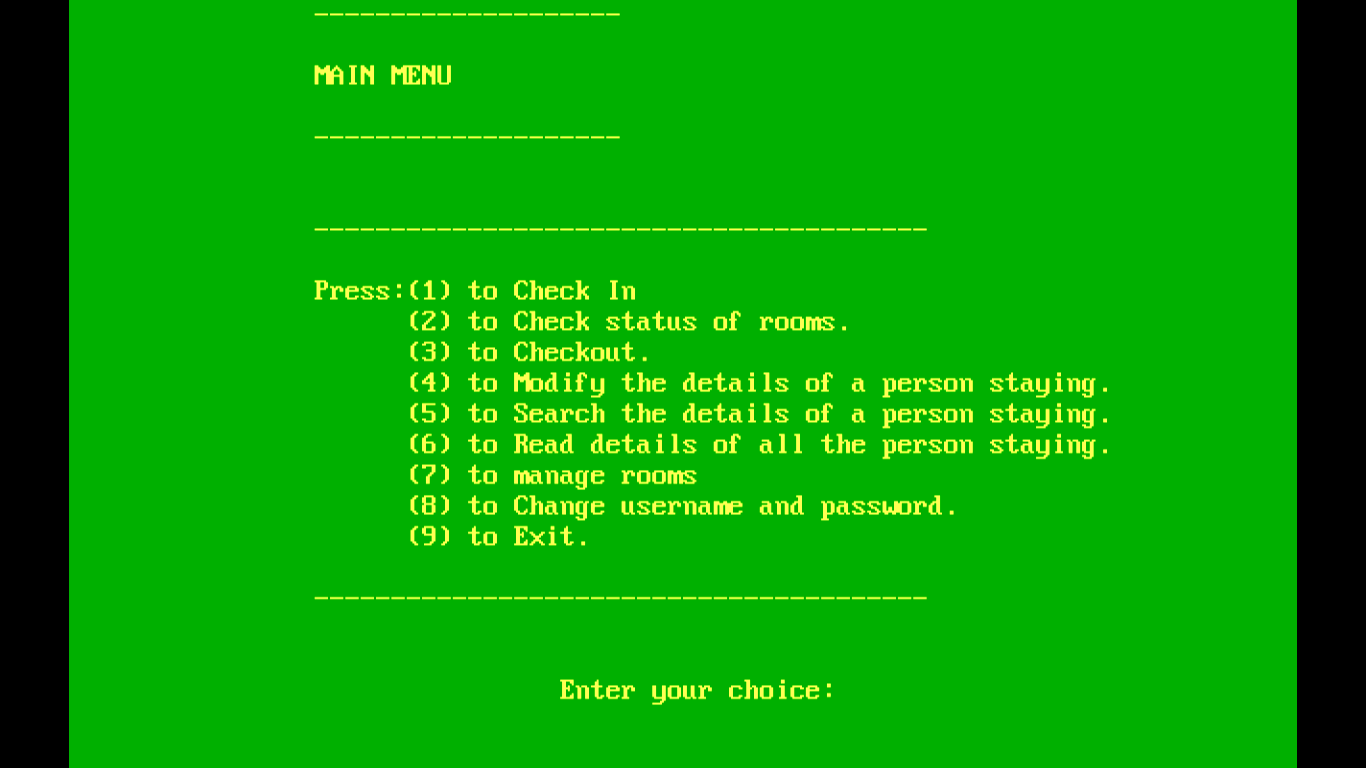 --------------------
MAIN MENU
--------------------
----------------------------------------
Press:(1) to Check In
(2) to Check status of rooms.
(3) to Checkout.
(4) to Modify the details of a person staying.
(5) to Search the details of a person staying.
(6) to Read details of all the person staying.
(7) to manage rooms
(8) to Change username and password.
(9) to Exit.
----------------------------------------
Enter your choice: